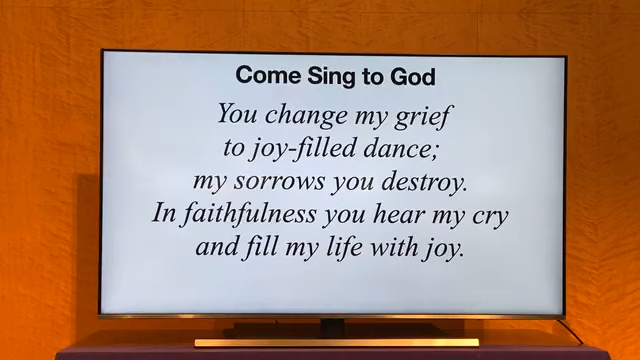 Come Sing to God
You change my grief
to joy-filled dance;
my sorrows you destroy.
In faithfulness you hear my cry
and fill my life with joy.